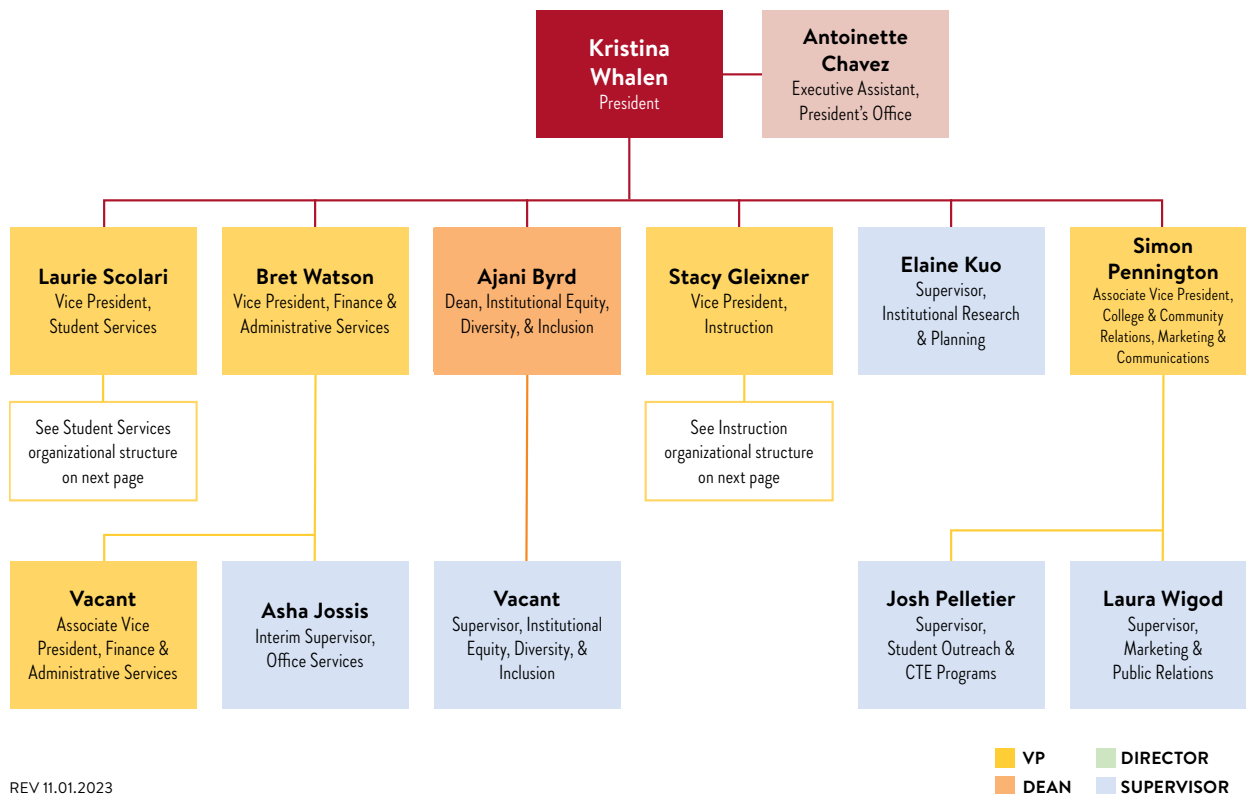 Kristina
Whalen
President
Antoinette
Chavez
Executive Assistant,
President's Office
Laurie Scolari
Vice President,
Student Services
Bret Watson
Vice President, Finance &
Administrative Services
Ajani Byrd
Dean, Institutional Equity,
Diversity, & Inclusion
Stacy Gleixner
Vice President,
Instruction
Elaine Kuo
Supervisor,
Institutional Research
& Planning
Simon
Pennington
Associate Vice President,
College & Community
Relations, Marketing &
Communications
See Student Services
organizational structure
on next page
See Instruction
organizational structure
on next page
Vacant
Associate Vice
President, Finance &
Administrative Services
Asha Jossis
Interim Supervisor,
Office Services
Vacant
Supervisor, Institutional
Equity, Diversity, &
Inclusion
Josh Pelletier
Supervisor,
Student Outreach &
CTE Programs
Laura Wigod
Supervisor,
Marketing &
Public Relations
VP
DIRECTOR
DEAN
SUPERVISOR
REV 11.01.2023